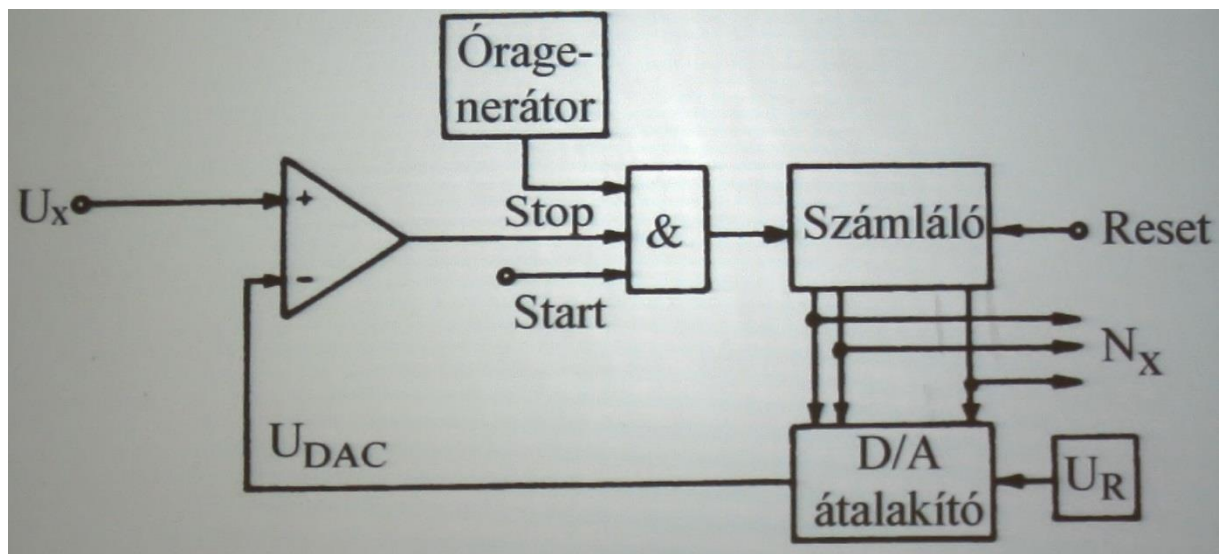 Órage-
nerátor
Ux
+
-
Stop
Start
&
Számláló
Reset
NX
UDAC
D/A
átalakító
UR